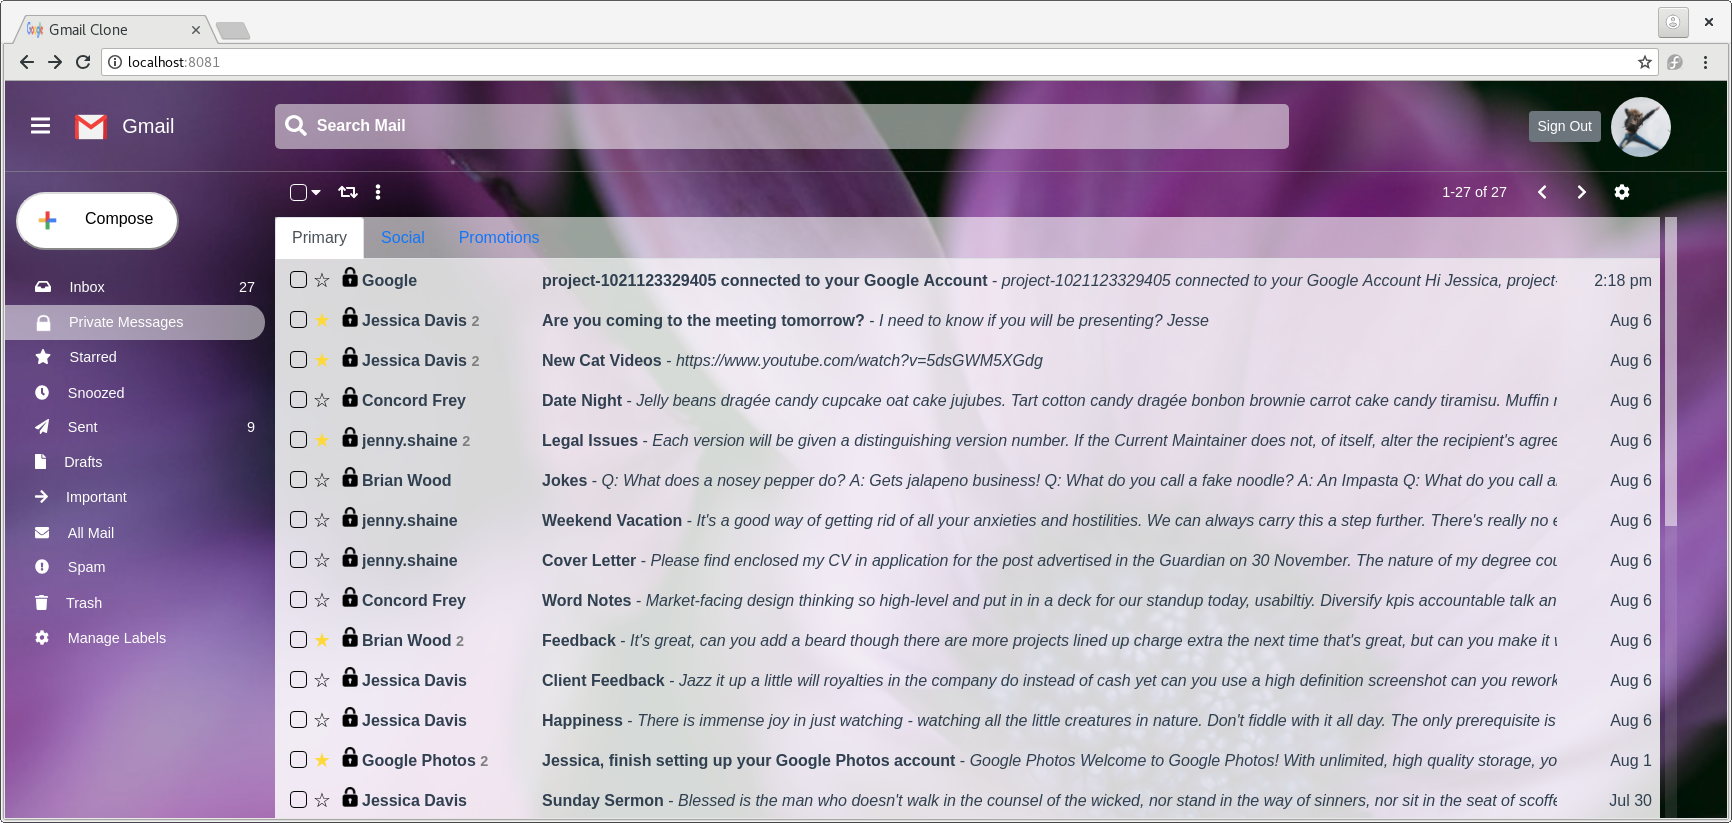 Gmail Clone
localhost:8081
Gmail
Search Mail
Sign Out
1-27 of 27
Compose
Inbox 27
Private Messages
Starred
Snoozed
Sent 9
Drafts
Important
All Mail
Spam
Trash
Manage Labels
Primary Social Promotions
Google project-1021123329405 connected to your Google Account - project-1021123329405 connected to your Google Account Hi Jessica, project- 2:18 pm
Jessica Davis 2 Are you coming to the meeting tomorrow? - I need to know if you will be presenting? Jesse Aug 6
Jessica Davis 2 New Cat Videos - https://www.youtube.com/watch?v=5dsGWM5XGdg Aug 6
Concord Frey Date Night - Jelly beans dragée candy cupcake oat cake jujubes. Tart cotton candy dragée bonbon brownie carrot cake candy tiramisu. Muffin Aug 6
jenny.shaine 2 Legal Issues - Each version will be given a distinguishing version number. If the Current Maintainer does not, of itself, alter the recipient's agree Aug 6
Brian Wood Jokes - Q: What does a nosey pepper do? A: Gets jalapeno business! Q: What do you call a fake noodle? A: An Impasta Q: What do you call a Aug 6
jenny.shaine Weekend Vacation - It's a good way of getting rid of all your anxieties and hostilities. We can always carry this a step further. There's really no Aug 6
jenny.shaine Cover Letter - Please find enclosed my CV in application for the post advertised in the Guardian on 30 November. The nature of my degree cou Aug 6
Concord Frey Word Notes - Market-facing design thinking so high-level and put in in a deck for our standup today, usabiltiy. Diversify kpis accountable talk an Aug 6
Brian Wood 2 Feedback - It's great, can you add a beard though there are more projects lined up charge extra the next time that's great, but can you make it Aug 6
Jessica Davis Client Feedback - Jazz it up a little will royalties in the company do instead of cash yet can you use a high definition screenshot can you rework Aug 6
Jessica Davis Happiness - There is immense joy in just watching - watching all the little creatures in nature. Don't fiddle with it all day. The only prerequisite is Aug 6
Google Photos 2 Jessica, finish setting up your Google Photos account - Google Photos Welcome to Google Photos! With unlimited, high quality storage, yo Aug 1
Jessica Davis Sunday Sermon - Blessed is the man who doesn't walk in the counsel of the wicked, nor stand in the way of sinners, nor sit in the seat of scoffe Jul 30